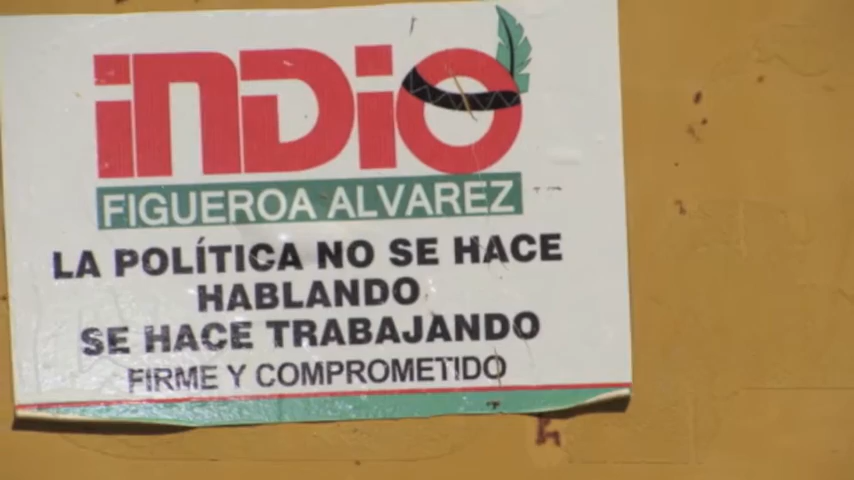 iNDiO
FIGUEROA ALVAREZ
LA POLÍTICA NO SE HACE
HABLANDO
SE HACE TRABAJANDO
FIRME Y COMPROMETIDO